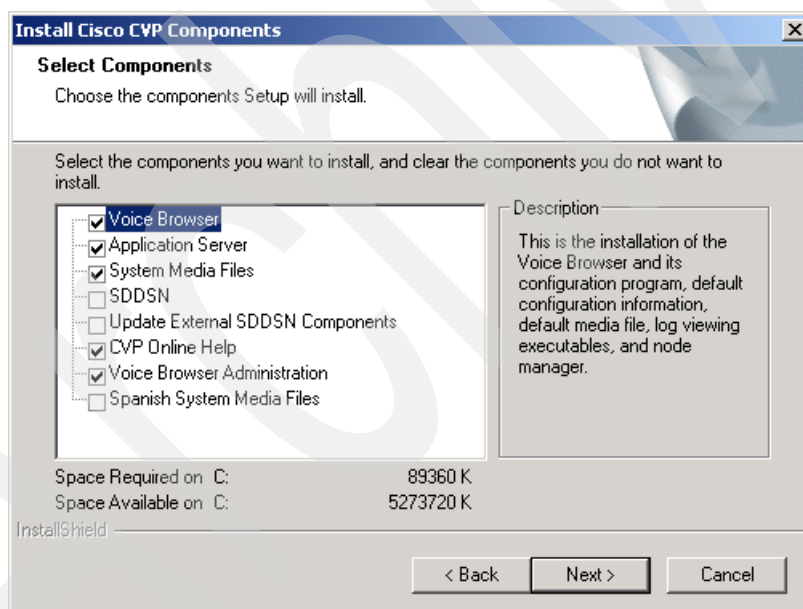 Install Cisco CVP Components
Select Components
Choose the components Setup will install.
Select the components you want to install, and clear the components you do not want to
install.
Voice Browser
Application Server
System Media Files
SDDSN
Update External SDDSN Components
CVP Online Help
Voice Browser Administration
Spanish System Media Files
Description
This is the installation of the
Voice Browser and its
configuration program, default
configuration information,
default media file, log viewing
executables, and node
manager.
Space Required on C: 89360 K
Space Available on C: 5273720 K
InstallShield
< Back Next > Cancel